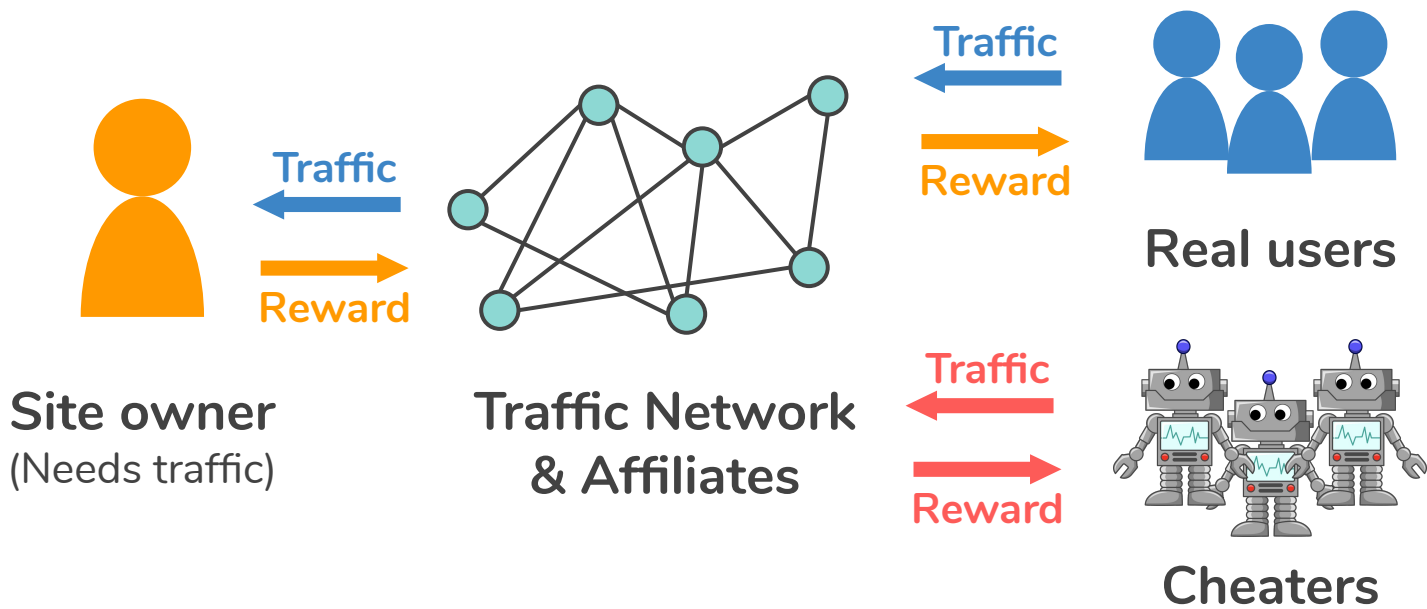 Traffic
Reward
Site owner
(Needs traffic)
Traffic Network
& Affiliates
Traffic
Reward
Real users
Traffic
Reward
Cheaters